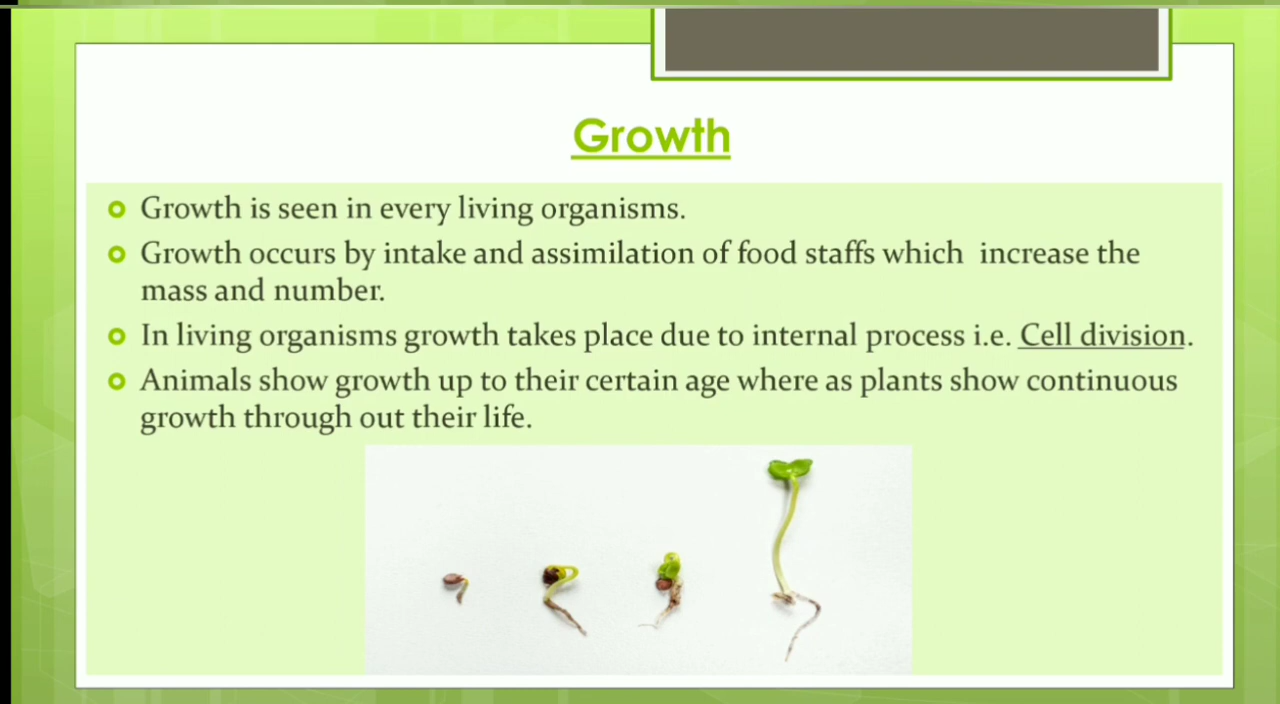 Growth
Growth is seen in every living organisms.
Growth occurs by intake and assimilation of food staffs which increase the
mass and number.
In living organisms growth takes place due to internal process i.e. Cell division.
Animals show growth up to their certain age where as plants show continuous
growth through out their life.